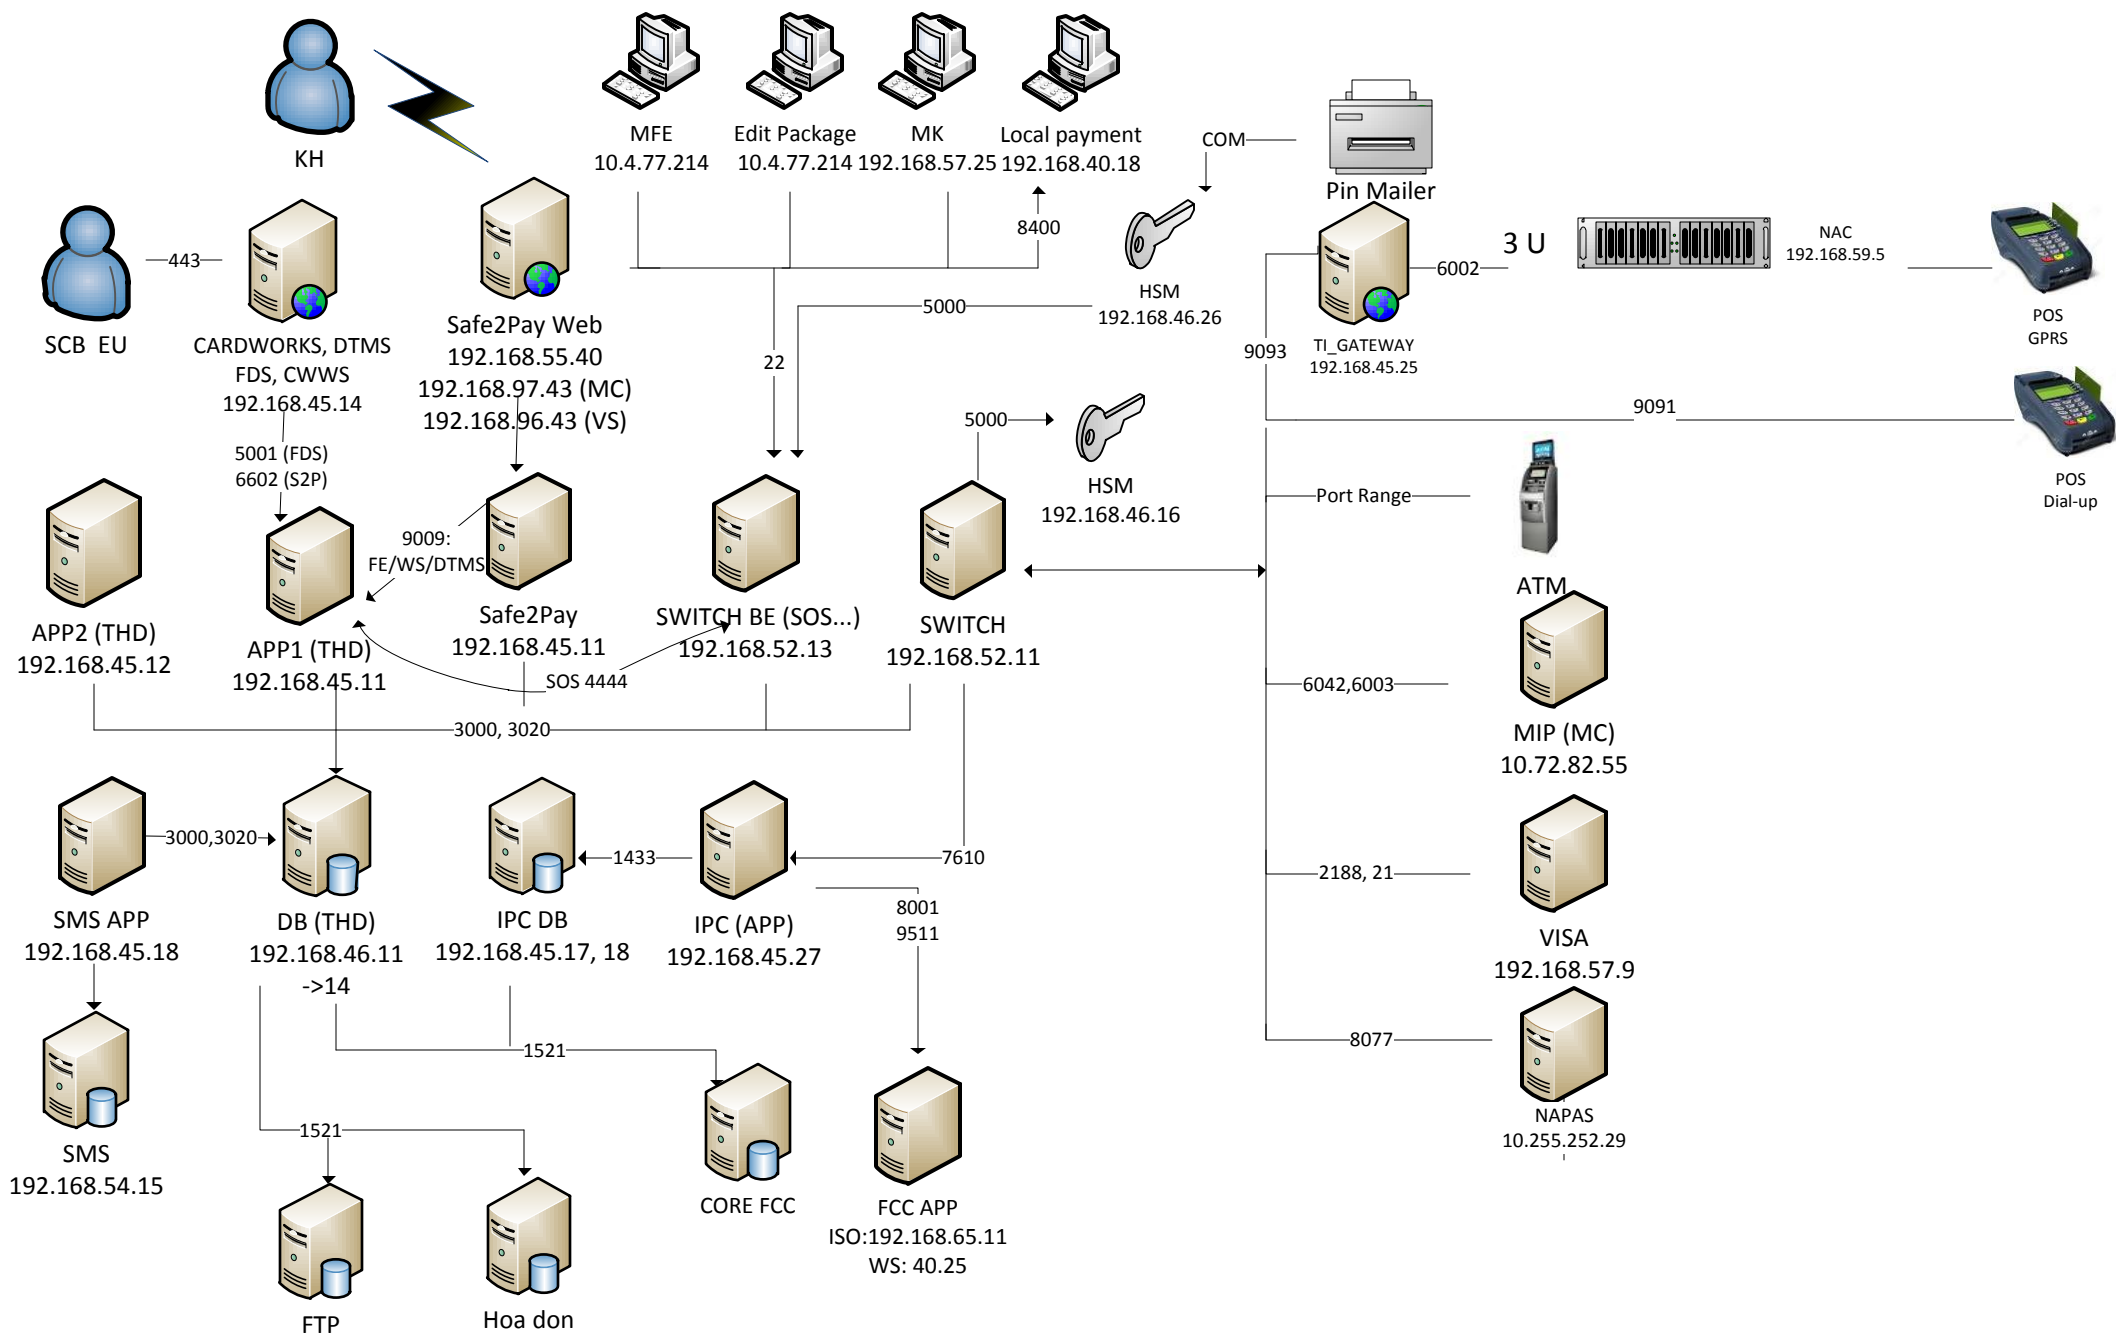 KH
MFE
10.4.77.214
Edit Package
10.4.77.214
MK
192.168.57.25
Local payment
192.168.40.18
COM
Pin Mailer
8400
SCB  EU
443
CARDWORKS, DTMS
FDS, CWWS
192.168.45.14
Safe2Pay Web
192.168.55.40
192.168.97.43 (MC)
192.168.96.43 (VS)
5000
22
HSM
192.168.46.26
9093
TI_GATEWAY
192.168.45.25
6002
3 U
NAC
192.168.59.5
POS
GPRS
9091
POS
Dial-up
5001 (FDS)
6602 (S2P)
5000
HSM
192.168.46.16
Port Range
ATM
9009:
FE/WS/DTMS
APP2 (THD)
192.168.45.12
APP1 (THD)
192.168.45.11
Safe2Pay
192.168.45.11
SWITCH BE (SOS...)
192.168.52.13
SWITCH
192.168.52.11
SOS 4444
6042,6003
MIP (MC)
10.72.82.55
3000, 3020
3000,3020
1433
7610
2188, 21
8001
9511
SMS APP
192.168.45.18
DB (THD)
192.168.46.11
->14
IPC DB
192.168.45.17, 18
IPC (APP)
192.168.45.27
VISA
192.168.57.9
8077
NAPAS
10.255.252.29
1521
1521
SMS
192.168.54.15
CORE FCC
FCC APP
ISO:192.168.65.11
WS: 40.25
FTP
Hoa don